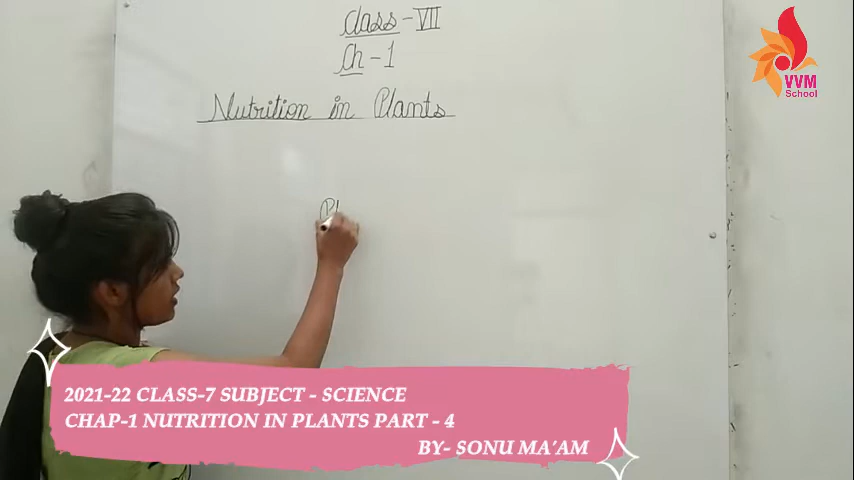 Class - VII
Ch - 1
Nutrition in Plants
VVM
School
2021-22 CLASS-7 SUBJECT - SCIENCE
CHAP-1 NUTRITION IN PLANTS PART - 4
BY- SONU MA'AM